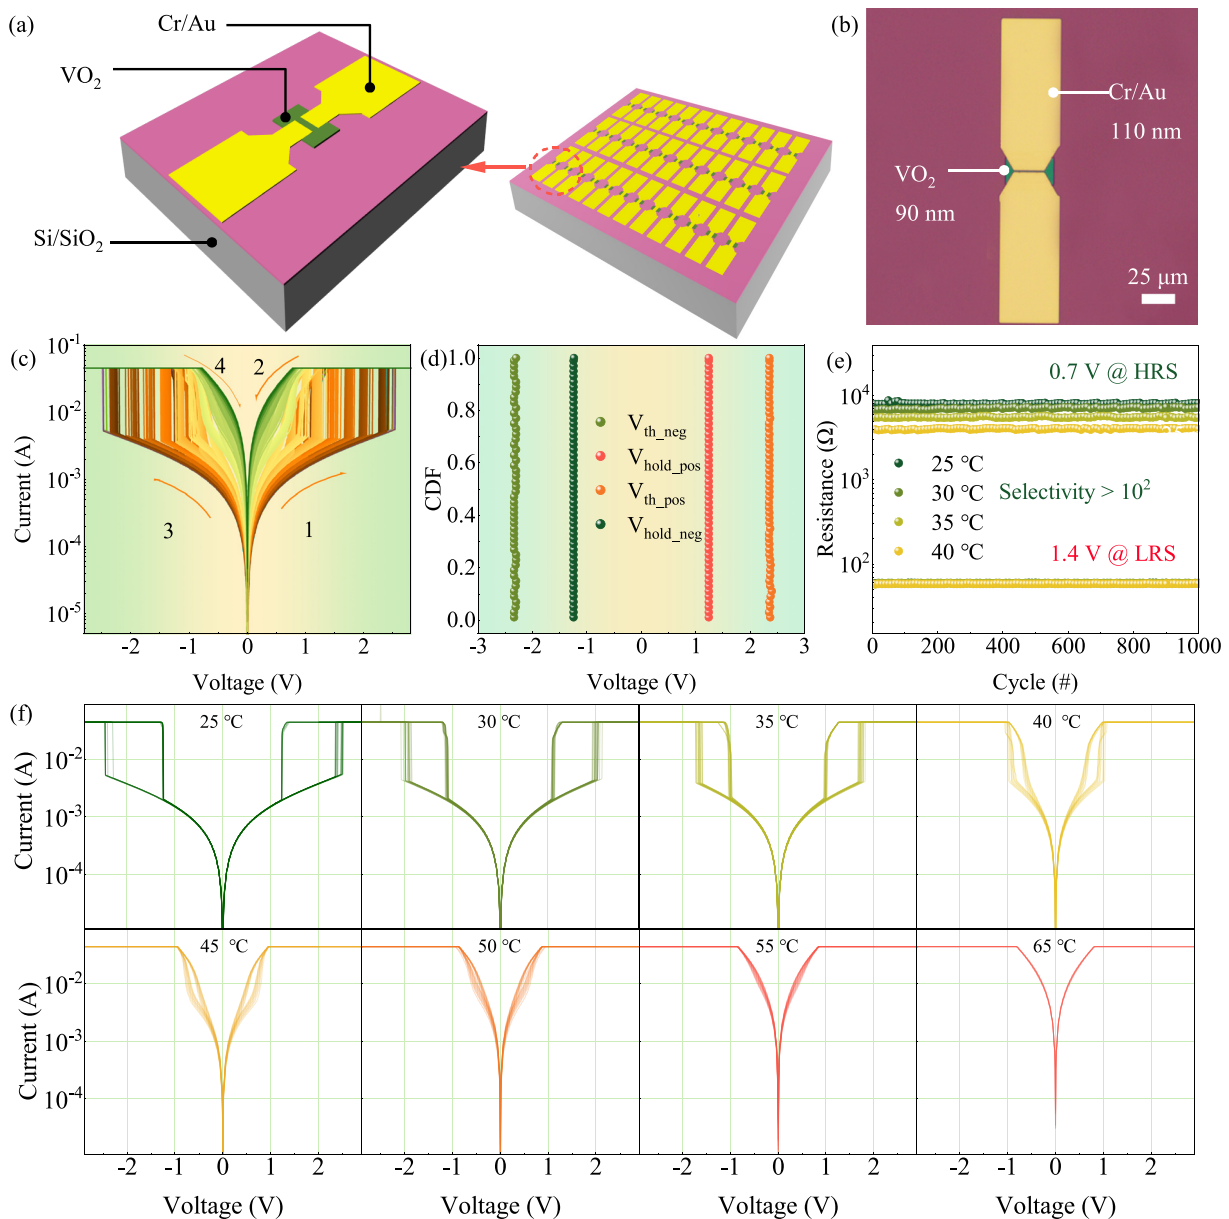 (a)
Cr/Au
VO2
Si/SiO2
(b)
Cr/Au
110 nm
VO2
90 nm
25 μm
(c)
10-1
10-2
10-3
10-4
10-5
Current (A)
4
2
3
1
-2
-1
0
1
2
Voltage (V)
(d)
1.0
0.8
0.6
0.4
0.2
0.0
CDF
Vth_neg
Vhold_pos
Vth_pos
Vhold_neg
-3
-2
-1
0
1
2
3
Voltage (V)
(e)
104
103
102
Resistance (Ω)
0.7 V @ HRS
25 ℃
30 ℃
35 ℃
40 ℃
Selectivity > 102
1.4 V @ LRS
0
200
400
600
800
1000
Cycle (#)
(f)
25 ℃
30 ℃
35 ℃
40 ℃
10-2
10-3
10-4
Current (A)
45 ℃
50 ℃
55 ℃
65 ℃
10-2
10-3
10-4
Current (A)
-2 -1 0 1 2
-2 -1 0 1 2
-2 -1 0 1 2
-2 -1 0 1 2
Voltage (V)
Voltage (V)
Voltage (V)
Voltage (V)